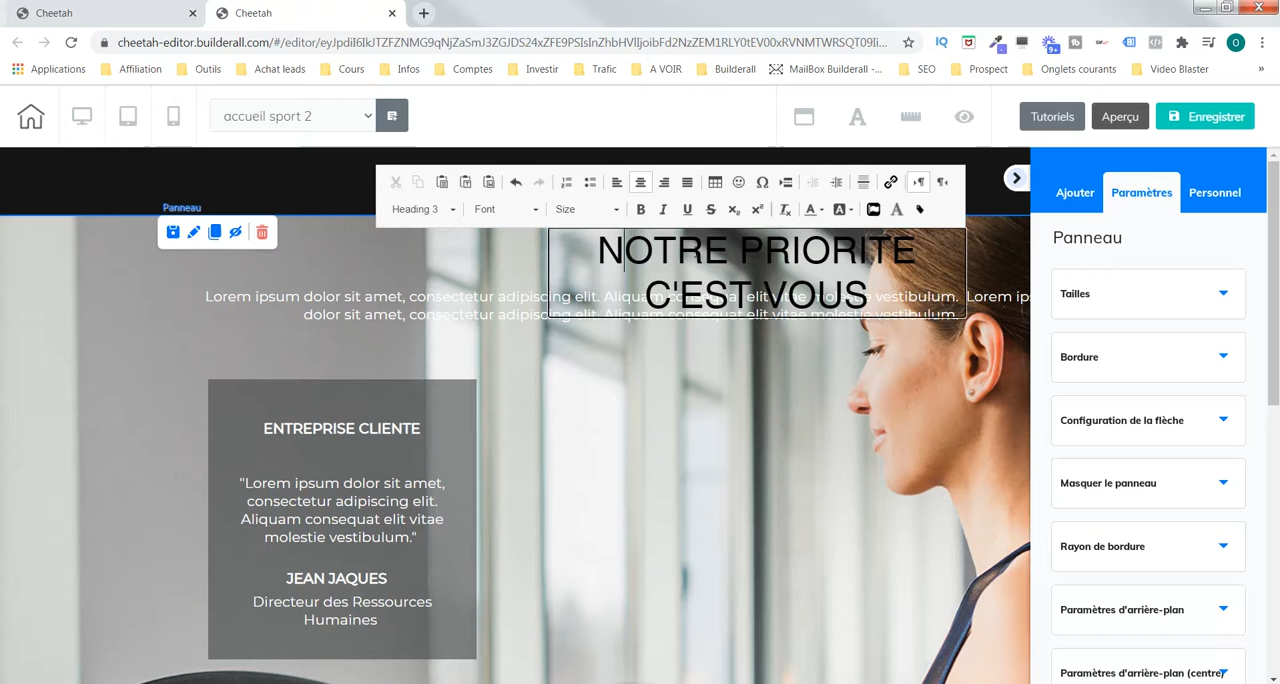 Cheetah
Cheetah
cheetah-editor.builderall.com/#/editor/eyJpdil6lkJTZFZNMG9qNjZaSmJ3ZGJDS24xZFE9PSIsInZhbHVlIjoibFd2NzZEM1RLY0tEV00xRVNMTWRSQT09Ii...
IQ
9+
O
Applications
Affiliation
Outils
Achat leads
Cours
Infos
Comptes
Investir
Trafic
A VOIR
Builderall
MailBox Builderall -...
SEO
Prospect
Onglets courants
Video Blaster
»
accueil sport 2
Tutoriels
Aperçu
Enregistrer
Heading 3
Font
Size
B I U S
Panneau
Ajouter
Paramètres
Personnel
Panneau
Tailles
Bordure
Configuration de la flèche
Masquer le panneau
Rayon de bordure
Paramètres d'arrière-plan
Paramètres d'arrière-plan (centre)
NOTRE PRIORITE
C'EST VOUS
Lorem ipsum dolor sit amet, consectetur adipiscing elit. Aliquam consequat elit vitae molestie vestibulum. Lorem ips
dolor sit amet, consectetur adipiscing elit. Aliquam consequat elit vitae molestie vestibulum.
ENTREPRISE CLIENTE
"Lorem ipsum dolor sit amet,
consectetur adipiscing elit.
Aliquam consequat elit vitae
molestie vestibulum."
JEAN JAQUES
Directeur des Ressources
Humaines